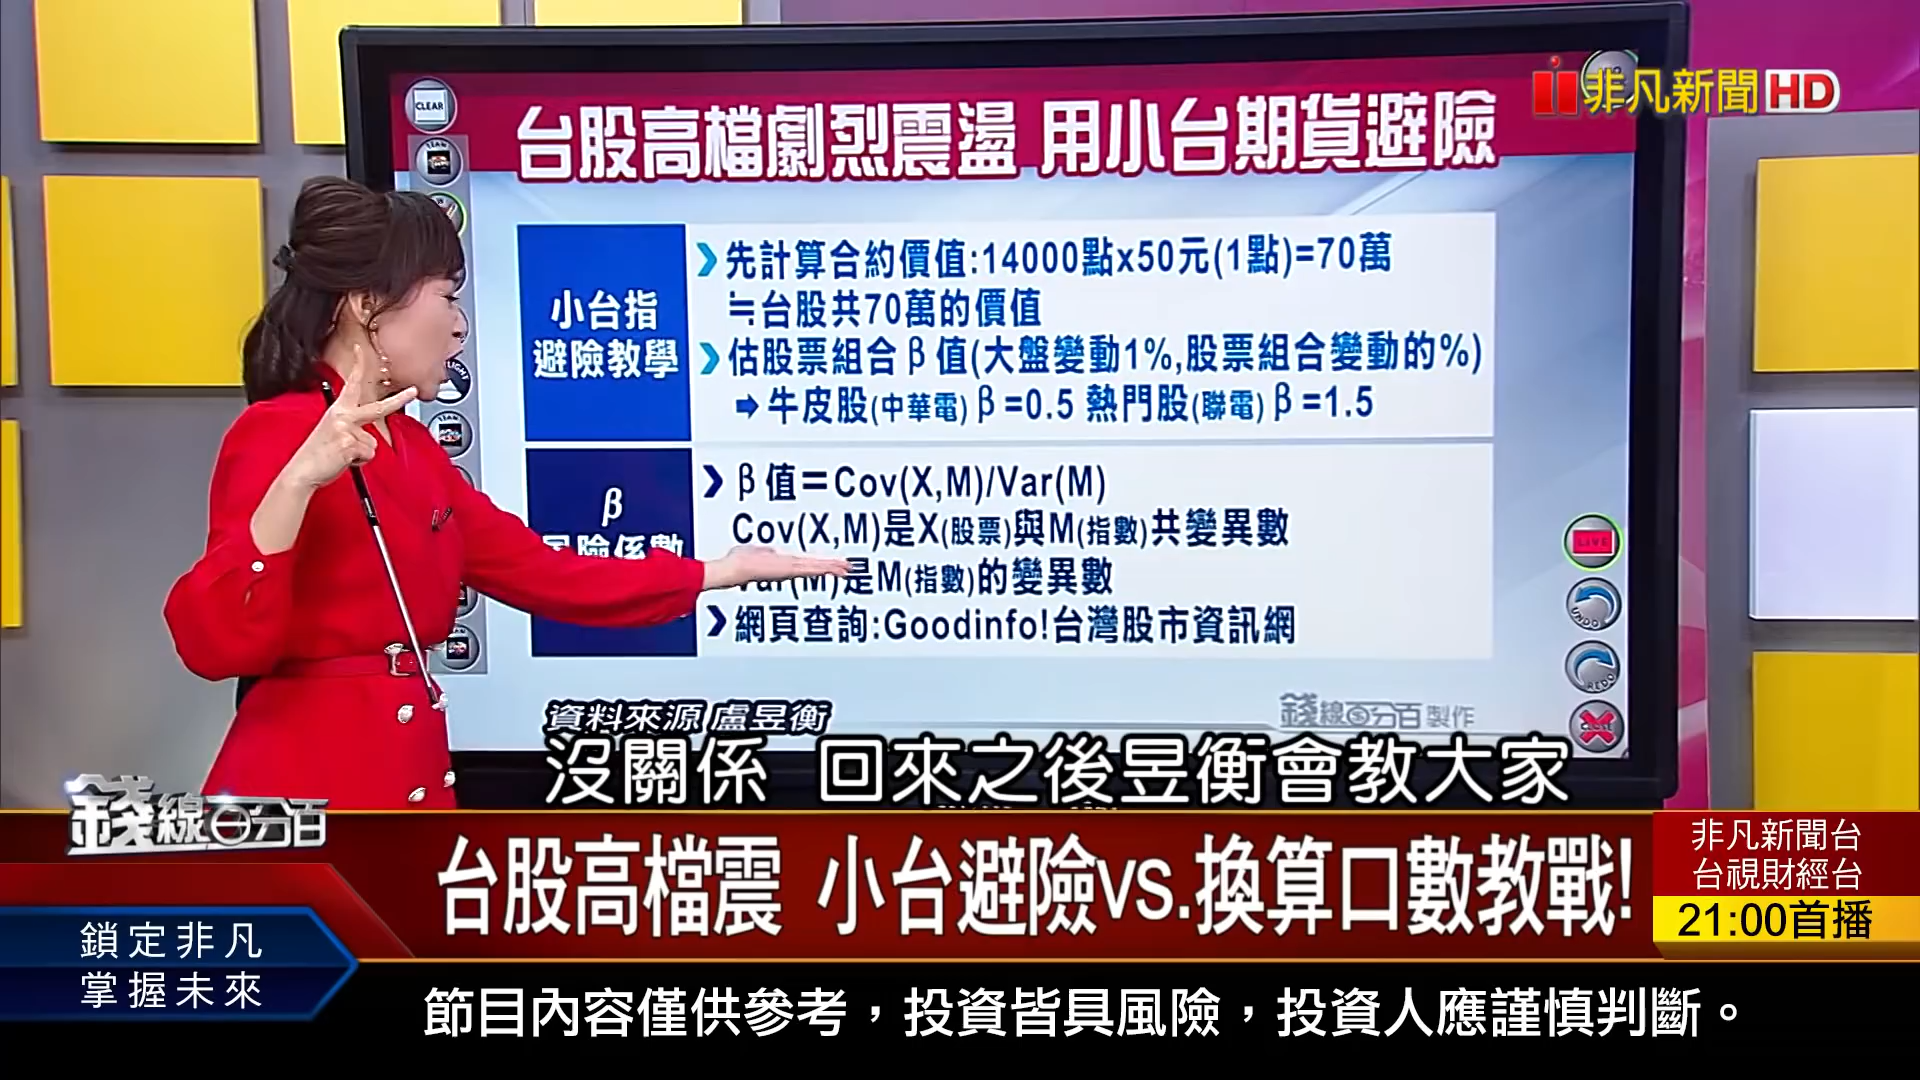 CLEAR
非凡新聞HD
台股高檔劇烈震盪 用小台期貨避險
小台指
避險教學
先計算合約價值:14000點x50元(1點)=70萬
≒台股共70萬的價值
估股票組合β值(大盤變動1%,股票組合變動的%)
➡牛皮股(中華電)β=0.5 熱門股(聯電)β=1.5
β
風險係數
β值=Cov(X,M)/Var(M)
Cov(X,M)是X(股票)與M(指數)共變異數
Var(M)是M(指數)的變異數
網頁查詢:Goodinfo!台灣股市資訊網
LIVE
UNDO
REDO
資料來源 盧昱衡
錢線百分百 製作
沒關係 回來之後昱衡會教大家
錢線百分百
台股高檔震 小台避險vs.換算口數教戰!
非凡新聞台
台視財經台
21:00首播
鎖定非凡
掌握未來
節目內容僅供參考，投資皆具風險，投資人應謹慎判斷。